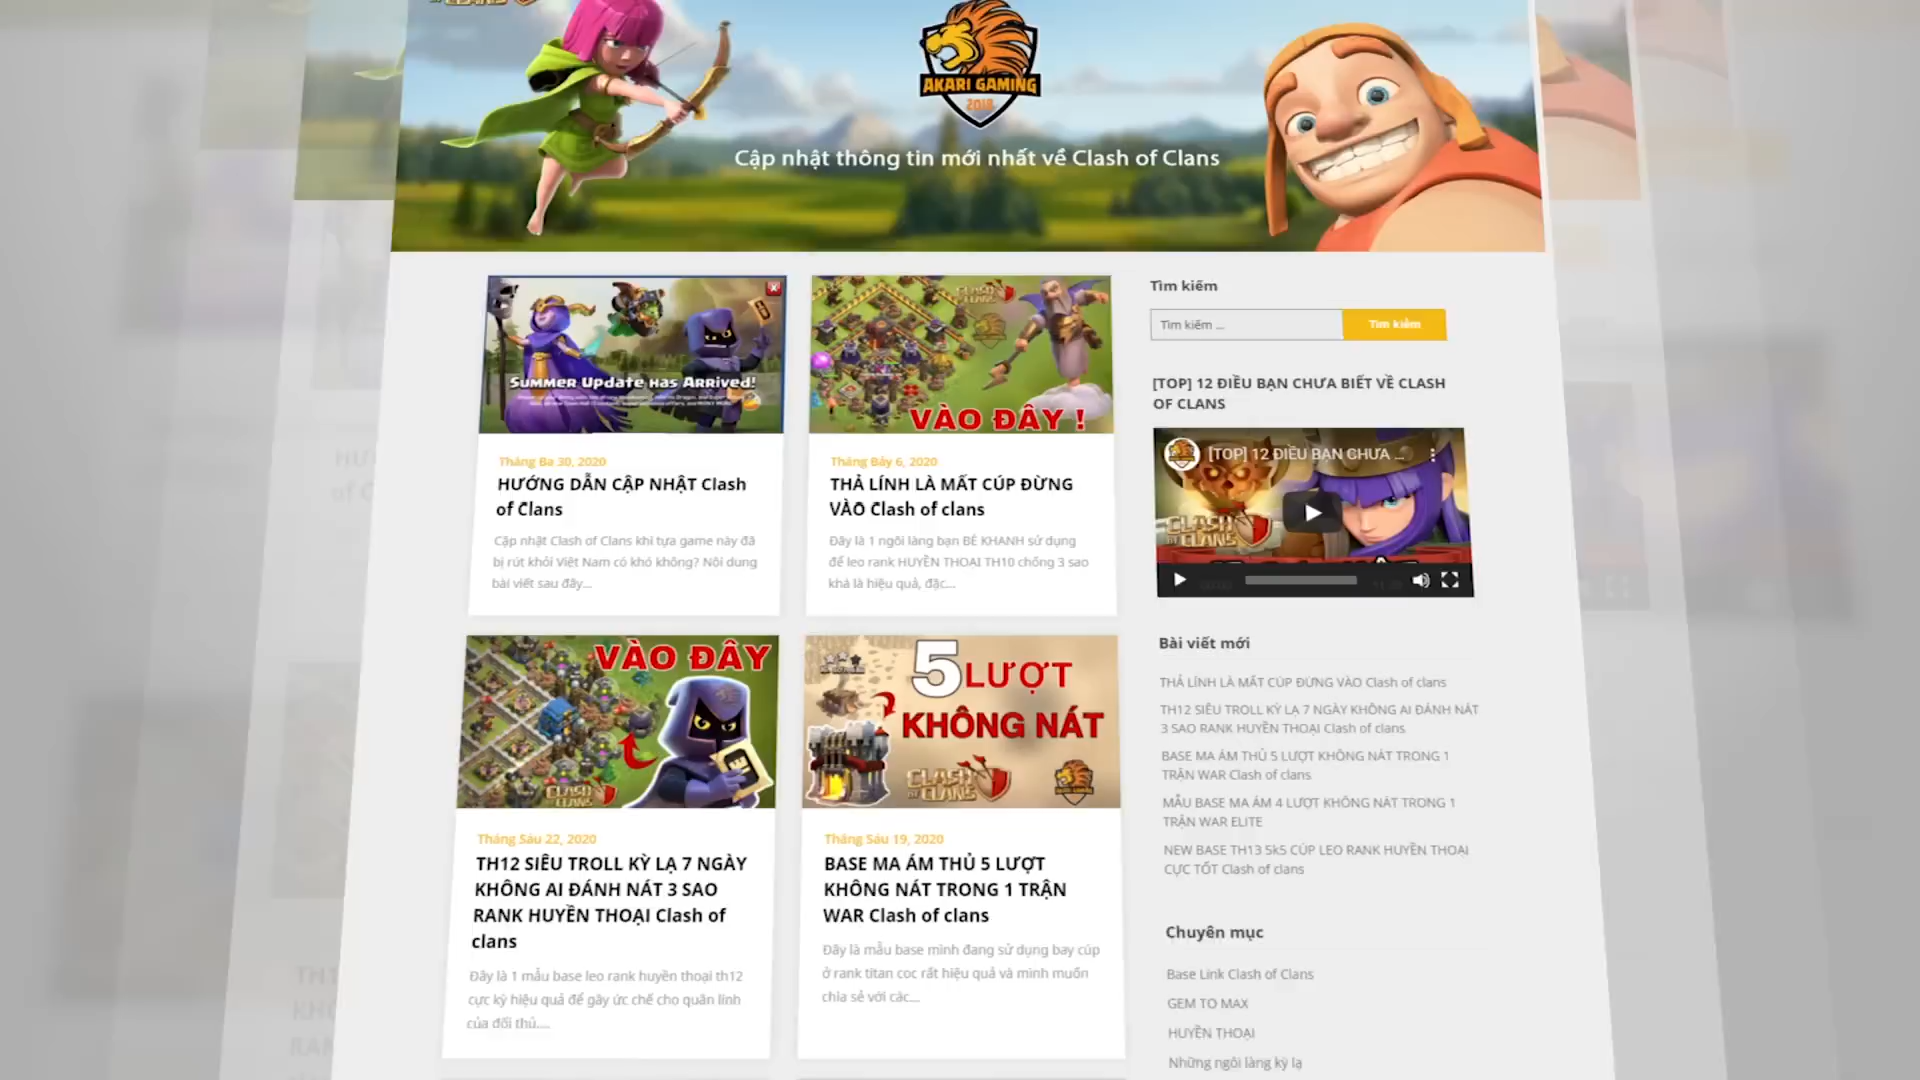 AKARI GAMING
2018
Cập nhật thông tin mới nhất về Clash of Clans
SUMMER UPDATE HAS ARRIVED!
Tháng Ba 30, 2020
HƯỚNG DẪN CẬP NHẬT Clash
of Clans
Cập nhật Clash of Clans khi tựa game này đã
bị rút khỏi Việt Nam có khó không? Nội dung
bài viết sau đây...
CLASH OF CLANS
VÀO ĐÂY !
Tháng Bảy 6, 2020
THẢ LÍNH LÀ MẤT CÚP ĐỪNG
VÀO Clash of clans
Đây là 1 ngôi làng bạn BÉ KHANH sử dụng
để leo rank HUYỀN THOẠI TH10 chống 3 sao
khá là hiệu quả, đặc...
VÀO ĐÂY
CLASH OF CLANS
Tháng Sáu 22, 2020
TH12 SIÊU TROLL KỲ LẠ 7 NGÀY
KHÔNG AI ĐÁNH NÁT 3 SAO
RANK HUYỀN THOẠI Clash of
clans
Đây là 1 mẫu base leo rank huyền thoại th12
cực kỳ hiệu quả để gây ức chế cho quân lính
của đối thủ....
5 LƯỢT
KHÔNG NÁT
CLASH OF CLANS
AKARI GAMING
Tháng Sáu 19, 2020
BASE MA ÁM THỦ 5 LƯỢT
KHÔNG NÁT TRONG 1 TRẬN
WAR Clash of clans
Đây là mẫu base mình đang sử dụng bay cúp
ở rank titan coc rất hiệu quả và mình muốn
chia sẻ với các....
Tìm kiếm
Tìm kiếm ...
Tìm kiếm
[TOP] 12 ĐIỀU BẠN CHƯA BIẾT VỀ CLASH
OF CLANS
[TOP] 12 ĐIỀU BẠN CHƯA ...
CLASH OF CLANS
Bài viết mới
THẢ LÍNH LÀ MẤT CÚP ĐỪNG VÀO Clash of clans
TH12 SIÊU TROLL KỲ LẠ 7 NGÀY KHÔNG AI ĐÁNH NÁT
3 SAO RANK HUYỀN THOẠI Clash of clans
BASE MA ÁM THỦ 5 LƯỢT KHÔNG NÁT TRONG 1
TRẬN WAR Clash of clans
MẪU BASE MA ÁM 4 LƯỢT KHÔNG NÁT TRONG 1
TRẬN WAR ELITE
NEW BASE TH13 5k5 CÚP LEO RANK HUYỀN THOẠI
CỰC TỐT Clash of clans
Chuyên mục
Base Link Clash of Clans
GEM TO MAX
HUYỀN THOẠI
Những ngôi làng kỳ lạ